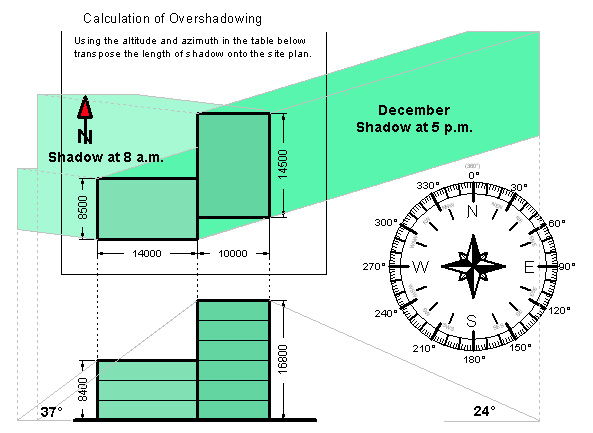 Calculation of Overshadowing
Using the altitude and azimuth in the table below
transpose the length of shadow onto the site plan.
December
Shadow at 5 p.m.
N
Shadow at 8 a.m.
14500
8500
14000
10000
(360°)
0°
330°
30°
300°
60°
N
270°
W
E
90°
240°
120°
S
210°
150°
180°
16800
8400
37°
24°